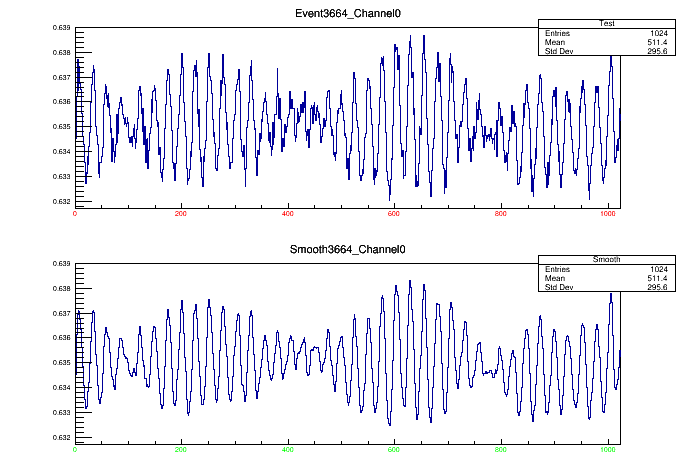 Event3664_Channel0
Test
Entries 1024
Mean 511.4
Std Dev 295.6
0.639
0.638
0.637
0.636
0.635
0.634
0.633
0.632
0 200 400 600 800 1000
Smooth3664_Channel0
Smooth
Entries 1024
Mean 511.4
Std Dev 295.6
0.639
0.638
0.637
0.636
0.635
0.634
0.633
0.632
0 200 400 600 800 1000